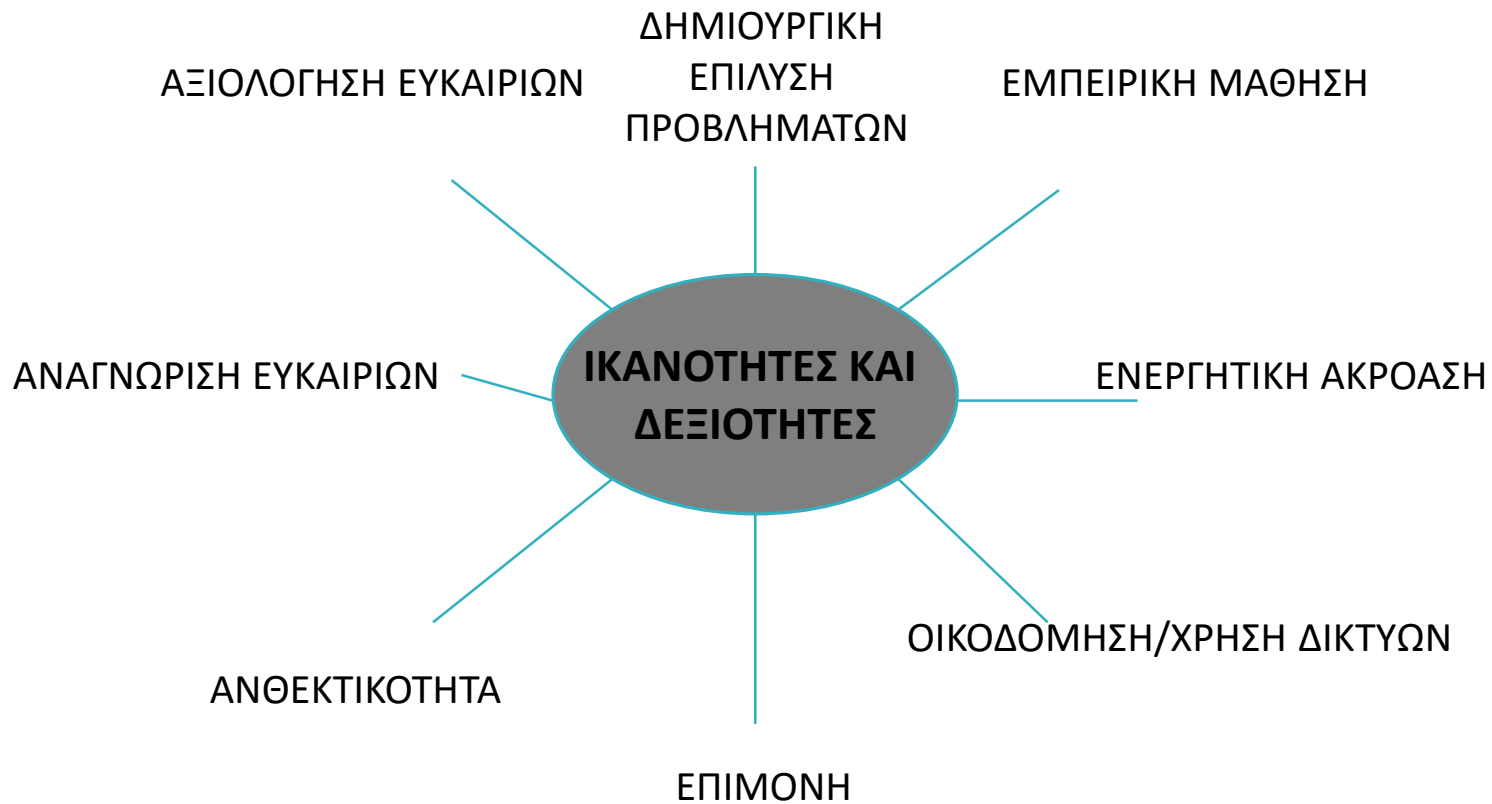 ΔΗΜΙΟΥΡΓΙΚΗ
ΕΠΙΛΥΣΗ
ΠΡΟΒΛΗΜΑΤΩΝ
ΑΞΙΟΛΟΓΗΣΗ ΕΥΚΑΙΡΙΩΝ
ΕΜΠΕΙΡΙΚΗ ΜΑΘΗΣΗ
ΑΝΑΓΝΩΡΙΣΗ ΕΥΚΑΙΡΙΩΝ
ΙΚΑΝΟΤΗΤΕΣ ΚΑΙ
ΔΕΞΙΟΤΗΤΕΣ
ΕΝΕΡΓΗΤΙΚΗ ΑΚΡΟΑΣΗ
ΟΙΚΟΔΟΜΗΣΗ/ΧΡΗΣΗ ΔΙΚΤΥΩΝ
ΑΝΘΕΚΤΙΚΟΤΗΤΑ
ΕΠΙΜΟΝΗ